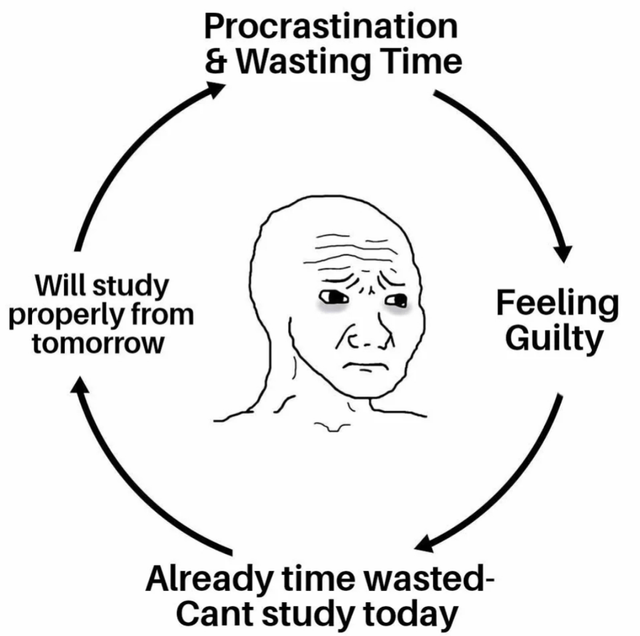 Procrastination
& Wasting Time
Feeling
Guilty
Already time wasted-
Cant study today
Will study
properly from
tomorrow